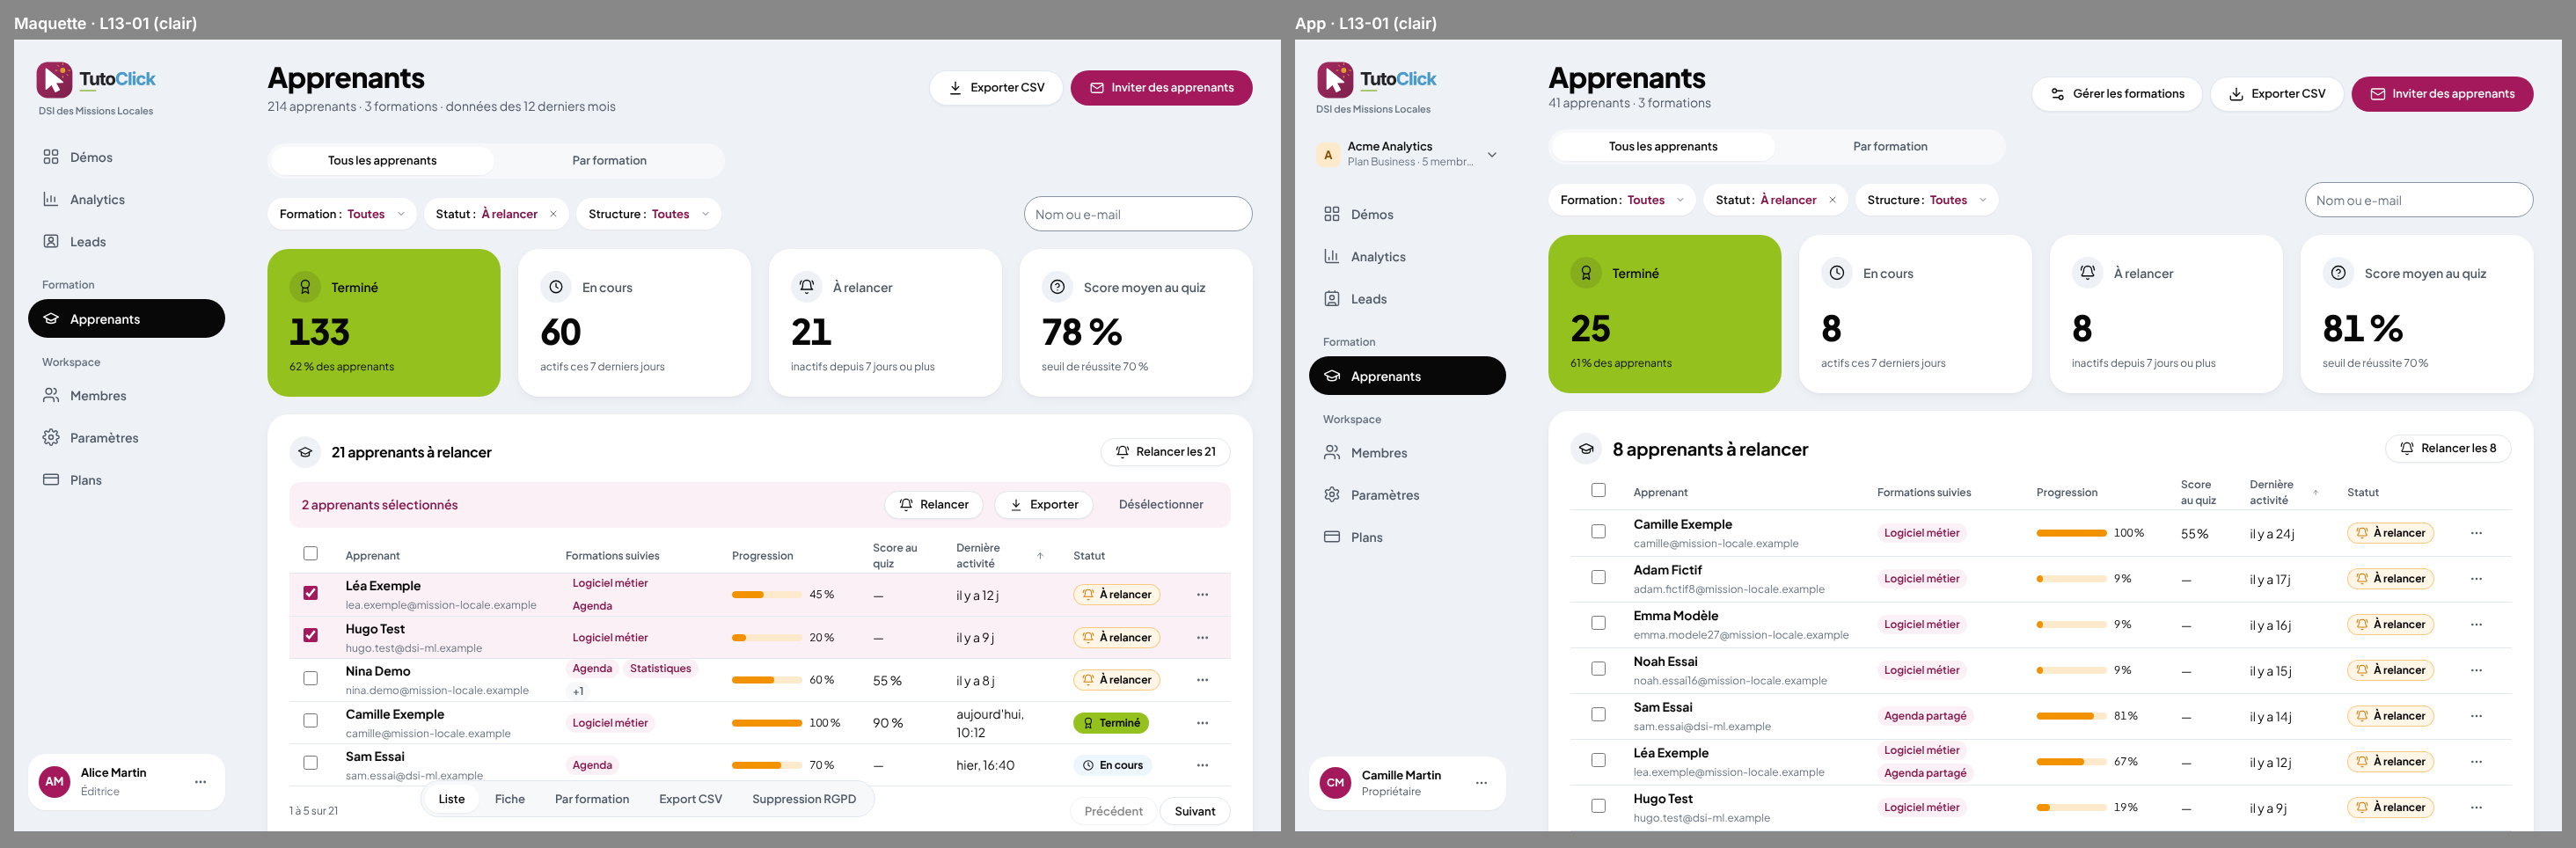 Maquette · L13-01 (clair)
TutoClick
DSI des Missions Locales
Démos
Analytics
Leads
Formation
Apprenants
Workspace
Membres
Paramètres
Plans
AM
Alice Martin
Éditrice
Apprenants
214 apprenants · 3 formations · données des 12 derniers mois
Exporter CSV
Inviter des apprenants
Tous les apprenants
Par formation
Formation : Toutes
Statut : À relancer
Structure : Toutes
Nom ou e-mail
Terminé
133
62 % des apprenants
En cours
60
actifs ces 7 derniers jours
À relancer
21
inactifs depuis 7 jours ou plus
Score moyen au quiz
78 %
seuil de réussite 70 %
21 apprenants à relancer
Relancer les 21
2 apprenants sélectionnés
Relancer
Exporter
Désélectionner
Apprenant
Formations suivies
Progression
Score au
quiz
Dernière
activité
Statut
Léa Exemple
lea.exemple@mission-locale.example
Logiciel métier
Agenda
45 %
—
il y a 12 j
À relancer
Hugo Test
hugo.test@dsi-ml.example
Logiciel métier
20 %
—
il y a 9 j
À relancer
Nina Demo
nina.demo@mission-locale.example
Agenda
Statistiques
+1
60 %
55 %
il y a 8 j
À relancer
Camille Exemple
camille@mission-locale.example
Logiciel métier
100 %
90 %
aujourd'hui,
10:12
Terminé
Sam Essai
sam.essai@dsi-ml.example
Agenda
70 %
—
hier, 16:40
En cours
Liste
Fiche
Par formation
Export CSV
Suppression RGPD
1 à 5 sur 21
Précédent
Suivant
App · L13-01 (clair)
TutoClick
DSI des Missions Locales
A
Acme Analytics
Plan Business · 5 membr...
Démos
Analytics
Leads
Formation
Apprenants
Workspace
Membres
Paramètres
Plans
CM
Camille Martin
Propriétaire
Apprenants
41 apprenants · 3 formations
Gérer les formations
Exporter CSV
Inviter des apprenants
Tous les apprenants
Par formation
Formation : Toutes
Statut : À relancer
Structure : Toutes
Nom ou e-mail
Terminé
25
61 % des apprenants
En cours
8
actifs ces 7 derniers jours
À relancer
8
inactifs depuis 7 jours ou plus
Score moyen au quiz
81 %
seuil de réussite 70 %
8 apprenants à relancer
Relancer les 8
Apprenant
Formations suivies
Progression
Score
au quiz
Dernière
activité
Statut
Camille Exemple
camille@mission-locale.example
Logiciel métier
100 %
55 %
il y a 24 j
À relancer
Adam Fictif
adam.fictif8@mission-locale.example
Logiciel métier
9 %
—
il y a 17 j
À relancer
Emma Modèle
emma.modele27@mission-locale.example
Logiciel métier
9 %
—
il y a 16 j
À relancer
Noah Essai
noah.essai16@mission-locale.example
Logiciel métier
9 %
—
il y a 15 j
À relancer
Sam Essai
sam.essai@dsi-ml.example
Agenda partagé
81 %
—
il y a 14 j
À relancer
Léa Exemple
lea.exemple@mission-locale.example
Logiciel métier
Agenda partagé
67 %
—
il y a 12 j
À relancer
Hugo Test
hugo.test@dsi-ml.example
Logiciel métier
19 %
—
il y a 9 j
À relancer